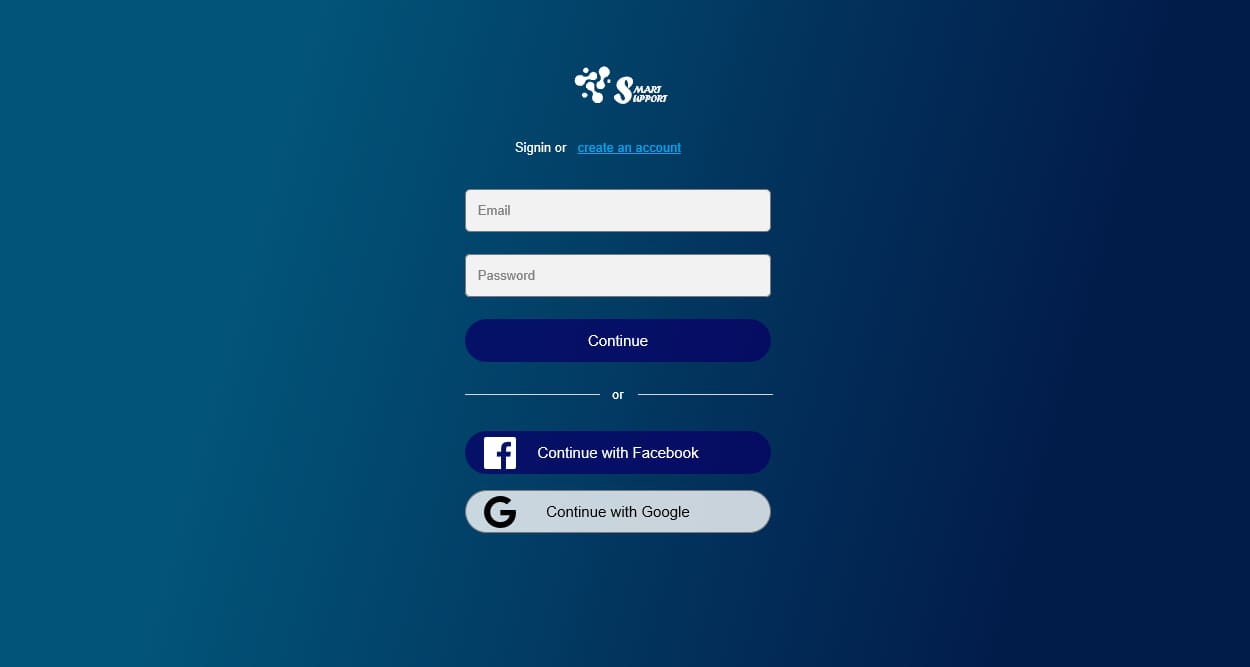 SMART
SUPPORT
Signin or create an account
Email
Password
Continue
or
Continue with Facebook
Continue with Google